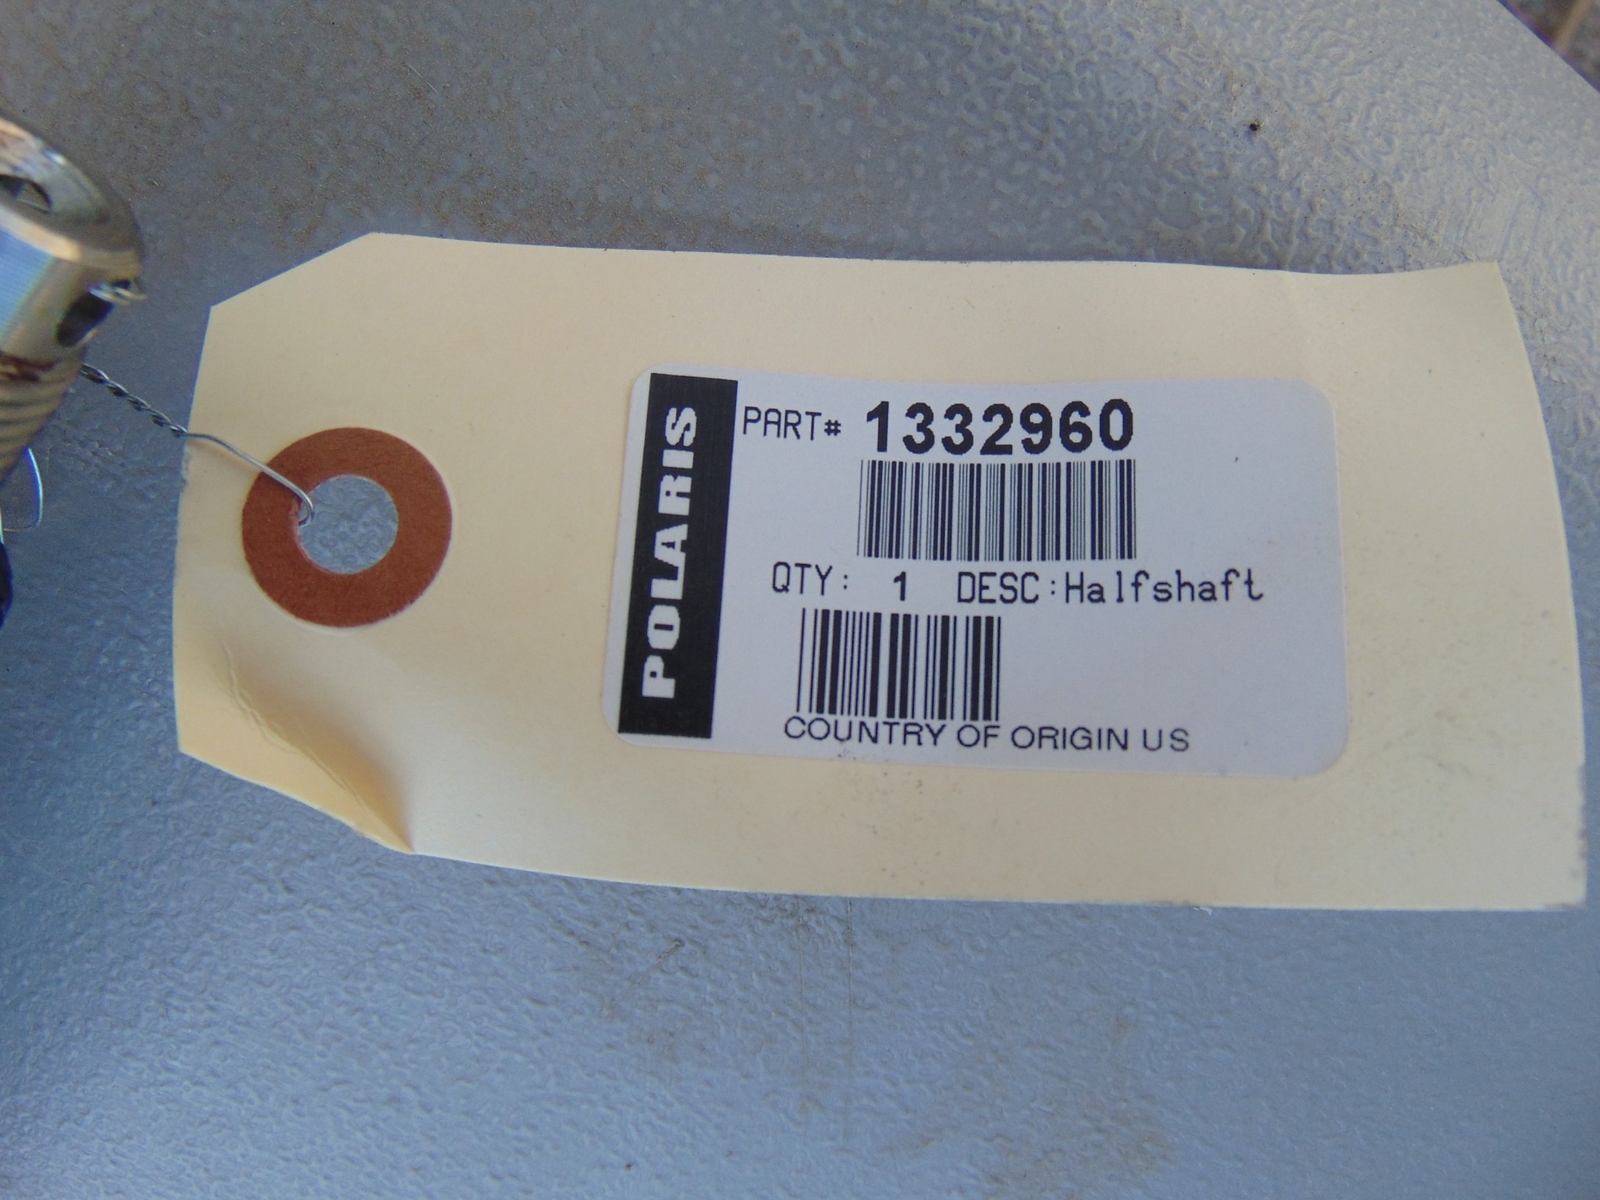 POLARIS
PART# 1332960
QTY: 1 DESC:Halfshaft
COUNTRY OF ORIGIN US